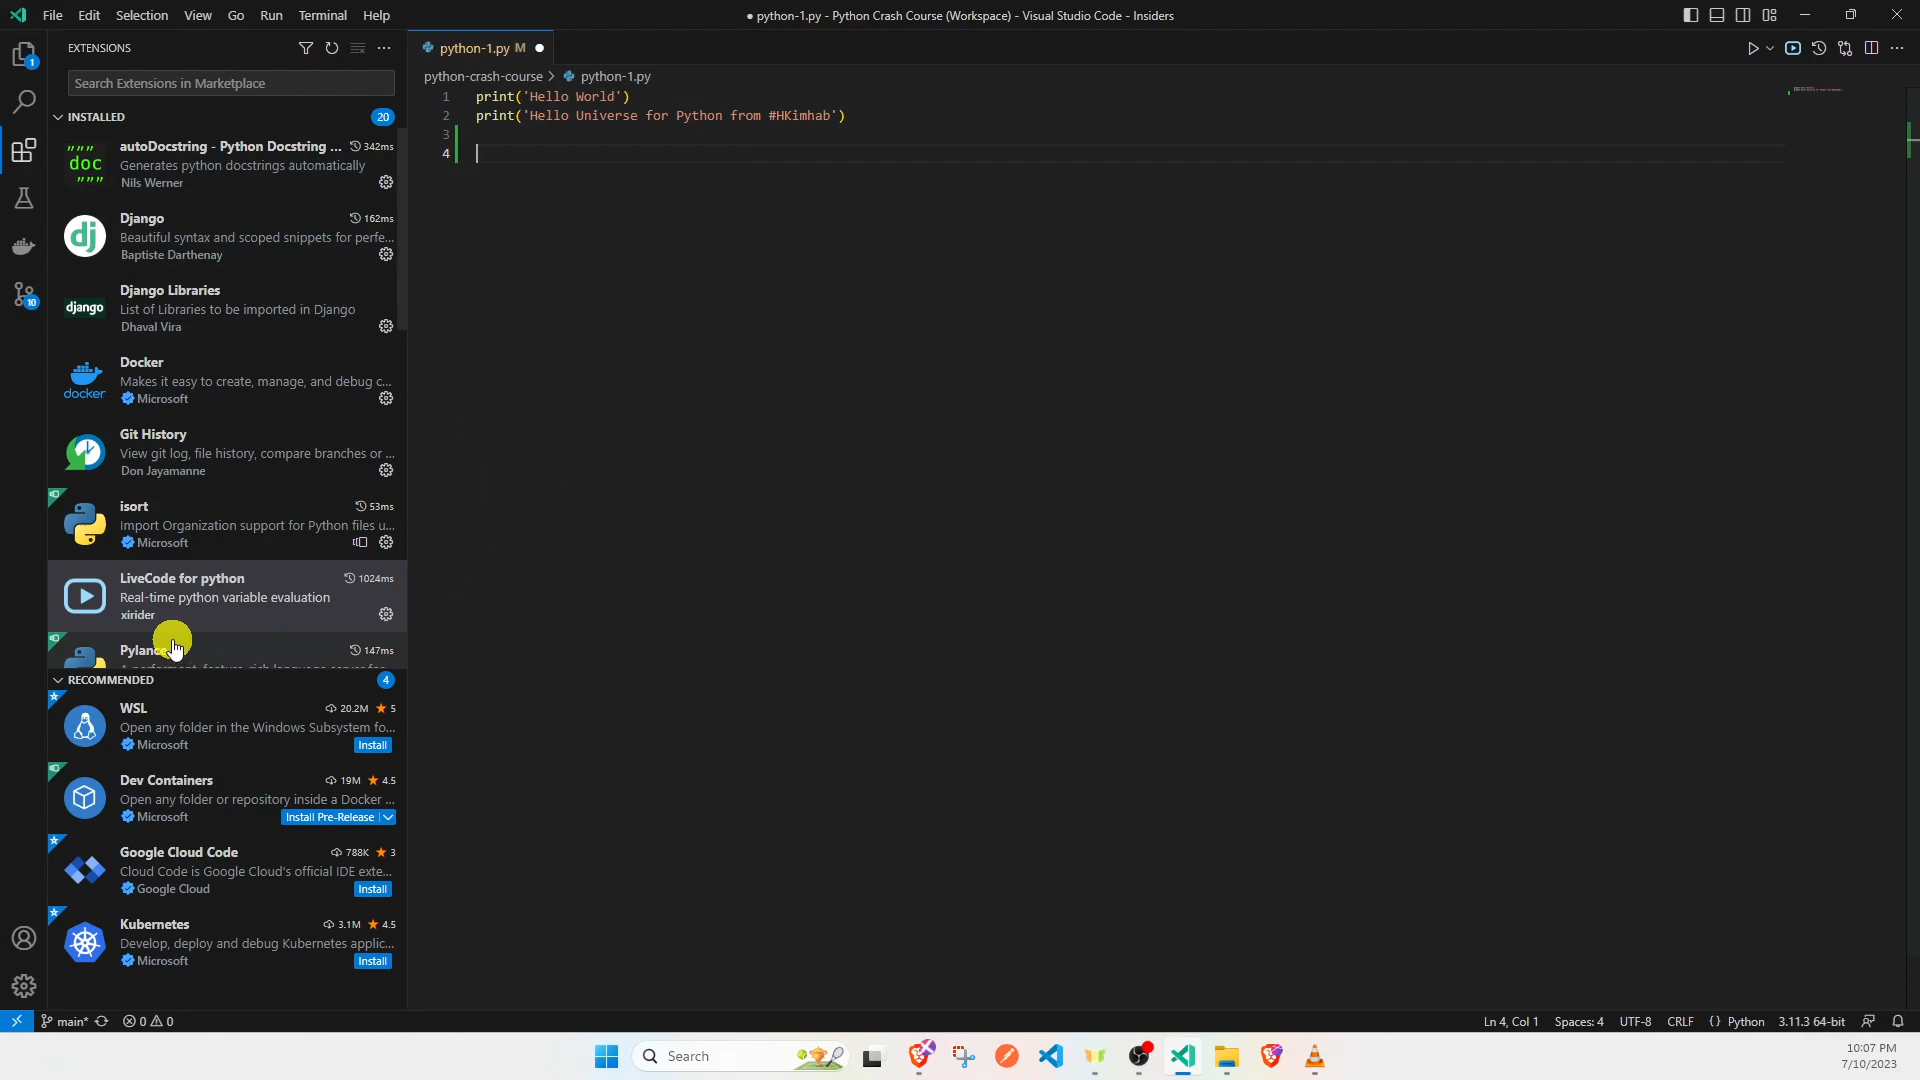 File Edit Selection View Go Run Terminal Help
● python-1.py - Python Crash Course (Workspace) - Visual Studio Code - Insiders
EXTENSIONS
Search Extensions in Marketplace
INSTALLED 20
""" doc """
autoDocstring - Python Docstring ... 342ms
Generates python docstrings automatically
Nils Werner
dj
Django 162ms
Beautiful syntax and scoped snippets for perfe...
Baptiste Darthenay
django
Django Libraries
List of Libraries to be imported in Django
Dhaval Vira
docker
Docker
Makes it easy to create, manage, and debug c...
Microsoft
Git History
View git log, file history, compare branches or ...
Don Jayamanne
isort 53ms
Import Organization support for Python files u...
Microsoft
LiveCode for python 1024ms
Real-time python variable evaluation
xirider
Pylance 147ms
RECOMMENDED 4
WSL 20.2M 5
Open any folder in the Windows Subsystem fo...
Microsoft Install
Dev Containers 19M 4.5
Open any folder or repository inside a Docker ...
Microsoft Install Pre-Release
Google Cloud Code 788K 3
Cloud Code is Google Cloud's official IDE exte...
Google Cloud Install
Kubernetes 3.1M 4.5
Develop, deploy and debug Kubernetes applic...
Microsoft Install
1
10
python-1.py M
python-crash-course > python-1.py
1 print('Hello World')
2 print('Hello Universe for Python from #HKimhab')
3
4
main* 0 0
Ln 4, Col 1 Spaces: 4 UTF-8 CRLF {} Python 3.11.3 64-bit
Search
10:07 PM
7/10/2023